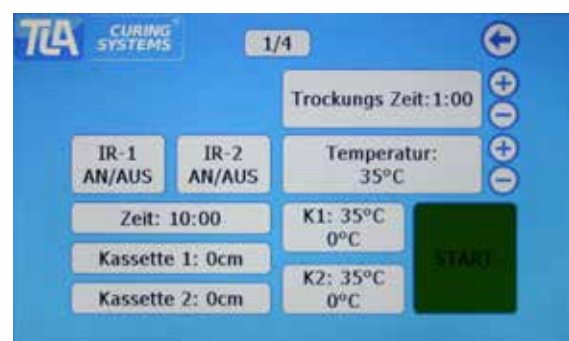 TLA CURING
SYSTEMS
1/4
Trockungs Zeit:1:00
IR-1
AN/AUS
IR-2
AN/AUS
Temperatur:
35°C
+
-
+
-
Zeit: 10:00
K1: 35°C
0°C
START
Kassette 1: 0cm
K2: 35°C
0°C
Kassette 2: 0cm